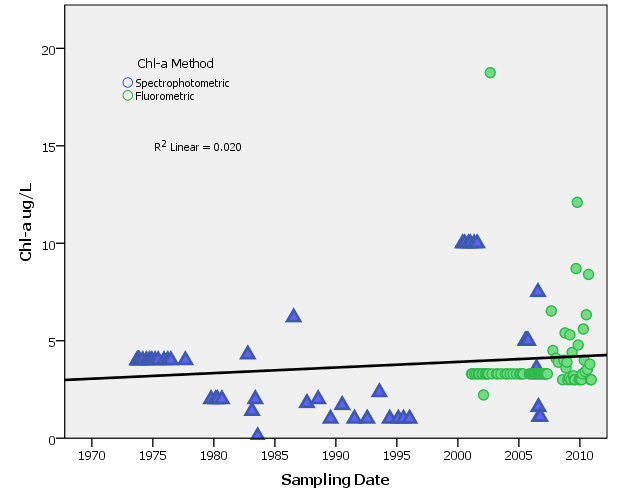 20
15
10
5
0
Chl-a ug/L
Chl-a Method
Spectrophotometric
Fluorometric
R² Linear = 0.020
1970 1975 1980 1985 1990 1995 2000 2005 2010
Sampling Date